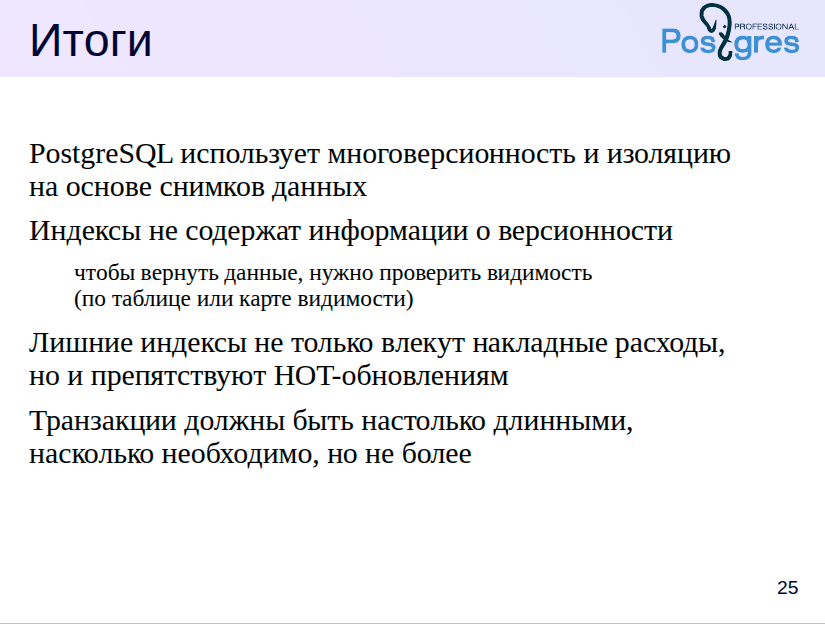 Итоги
PROFESSIONAL
Postgres
PostgreSQL использует многоверсионность и изоляцию
на основе снимков данных
Индексы не содержат информации о версионности
чтобы вернуть данные, нужно проверить видимость
(по таблице или карте видимости)
Лишние индексы не только влекут накладные расходы,
но и препятствуют HOT-обновлениям
Транзакции должны быть настолько длинными,
насколько необходимо, но не более
25